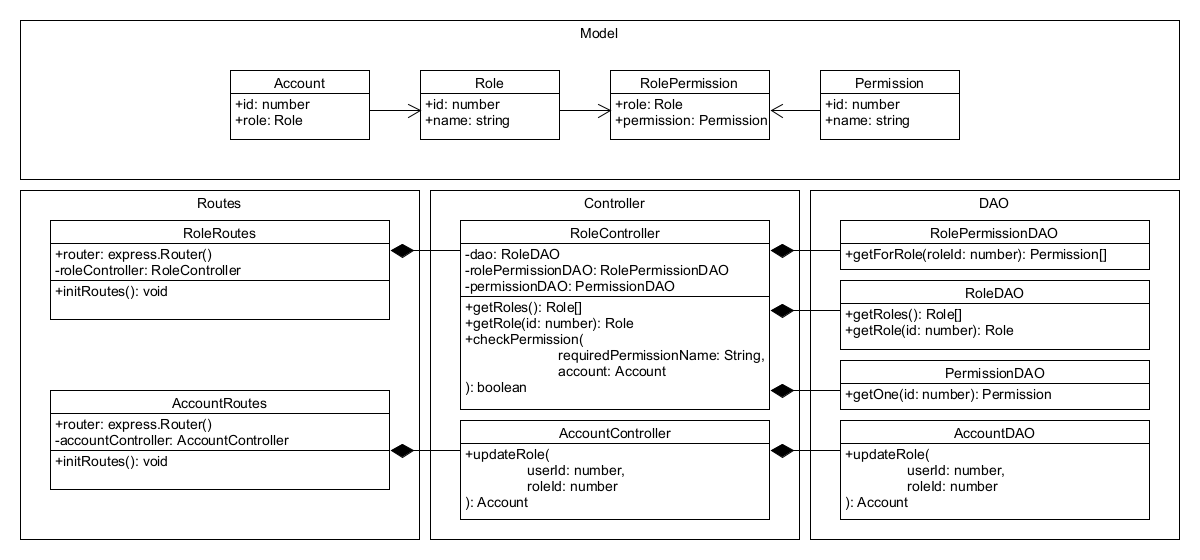 Model
Account
+id: number
+role: Role
Role
+id: number
+name: string
RolePermission
+role: Role
+permission: Permission
Permission
+id: number
+name: string
Routes
RoleRoutes
+router: express.Router()
-roleController: RoleController
+initRoutes(): void
AccountRoutes
+router: express.Router()
-accountController: AccountController
+initRoutes(): void
Controller
RoleController
-dao: RoleDAO
-rolePermissionDAO: RolePermissionDAO
-permissionDAO: PermissionDAO
+getRoles(): Role[]
+getRole(id: number): Role
+checkPermission(
requiredPermissionName: String,
account: Account
): boolean
AccountController
+updateRole(
userId: number,
roleId: number
): Account
DAO
RolePermissionDAO
+getForRole(roleId: number): Permission[]
RoleDAO
+getRoles(): Role[]
+getRole(id: number): Role
PermissionDAO
+getOne(id: number): Permission
AccountDAO
+updateRole(
userId: number,
roleId: number
): Account